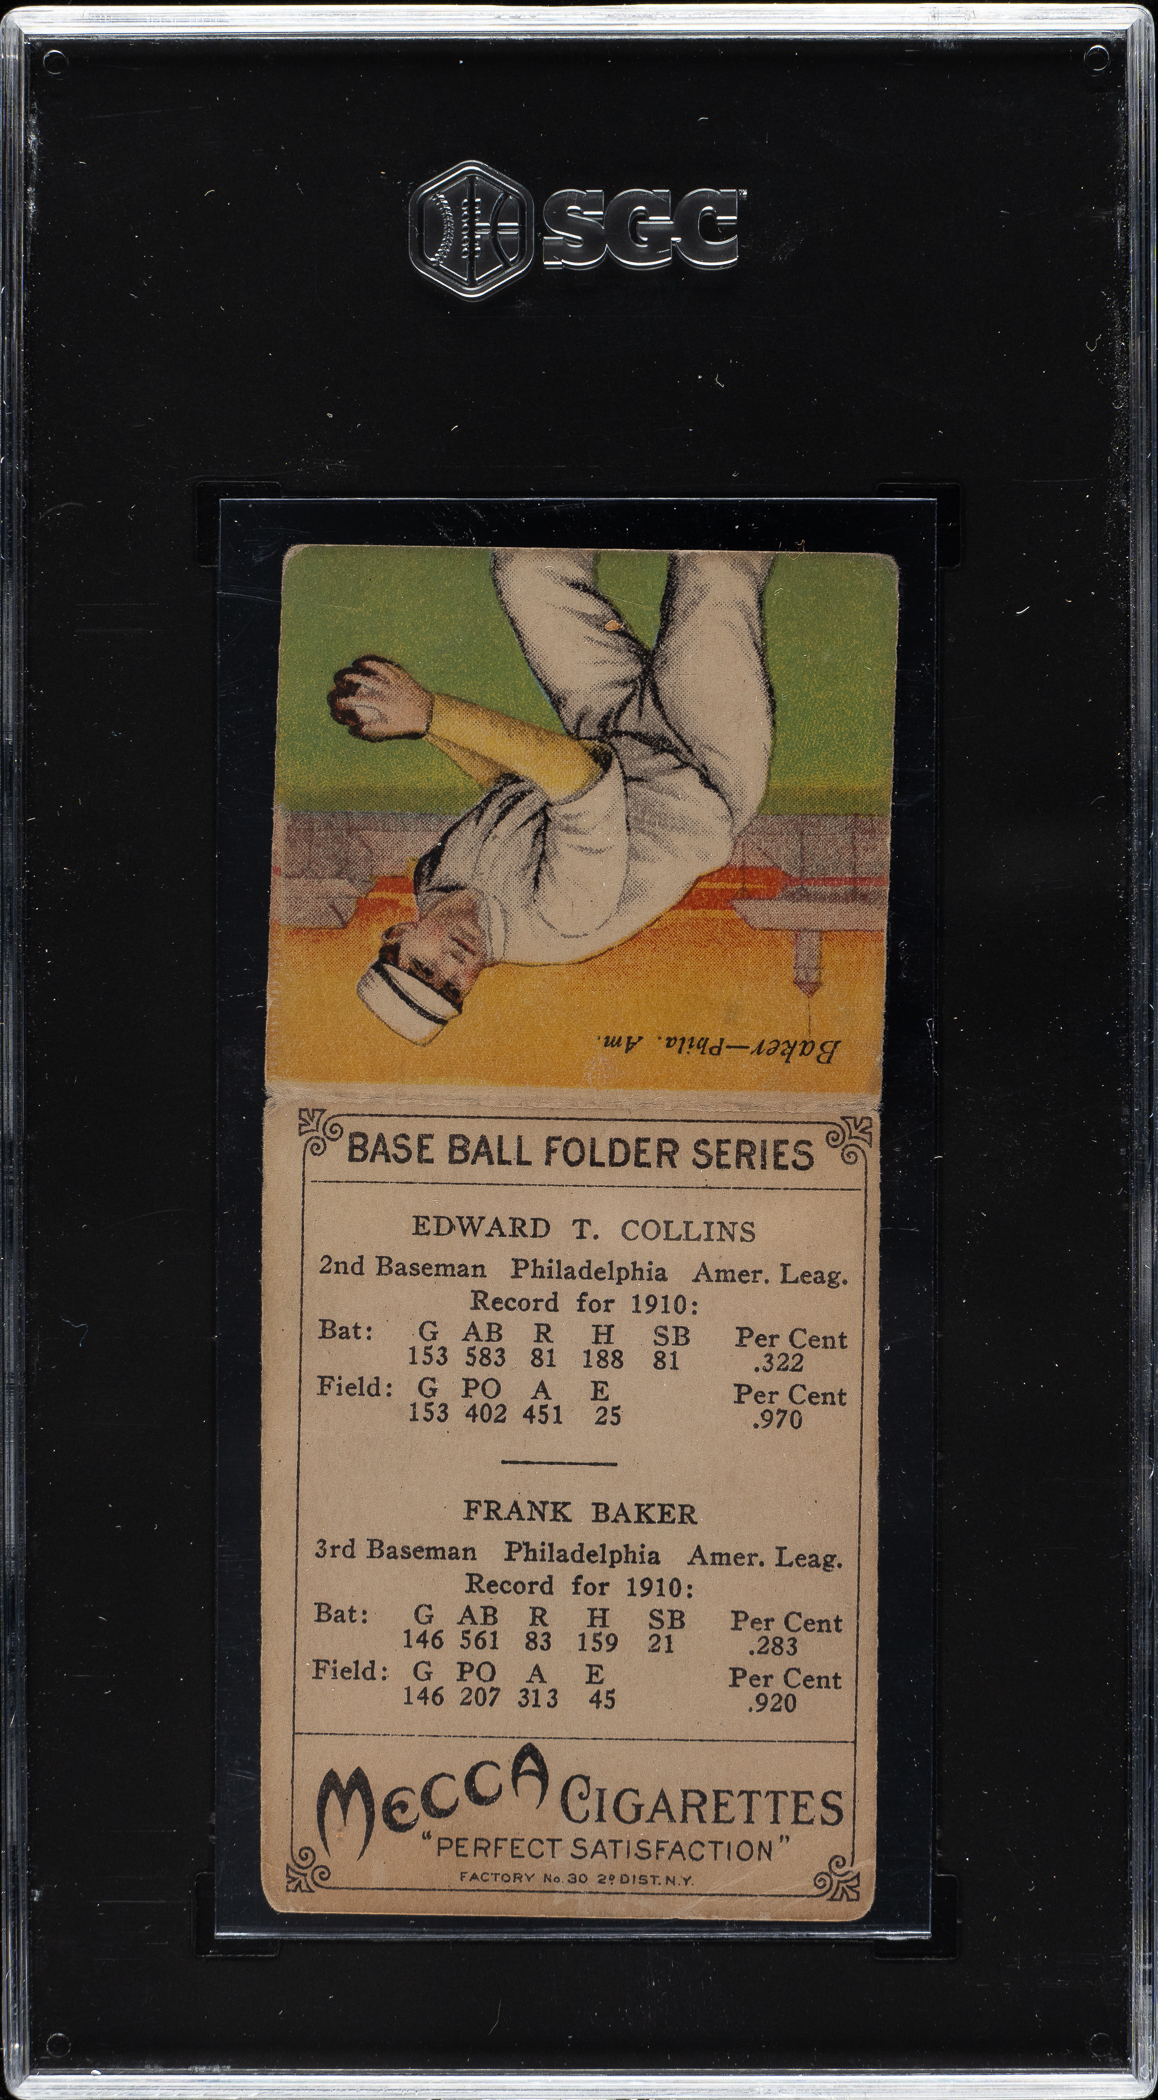 SGC
Baker—Phila. Am.
BASE BALL FOLDER SERIES
EDWARD T. COLLINS
2nd Baseman Philadelphia Amer. Leag.
Record for 1910:
Bat: G AB R H SB Per Cent
153 583 81 188 81 .322
Field: G PO A E Per Cent
153 402 451 25 .970
FRANK BAKER
3rd Baseman Philadelphia Amer. Leag.
Record for 1910:
Bat: G AB R H SB Per Cent
146 561 83 159 21 .283
Field: G PO A E Per Cent
146 207 313 45 .920
MECCA CIGARETTES
"PERFECT SATISFACTION"
FACTORY No. 30 2D DIST. N.Y.